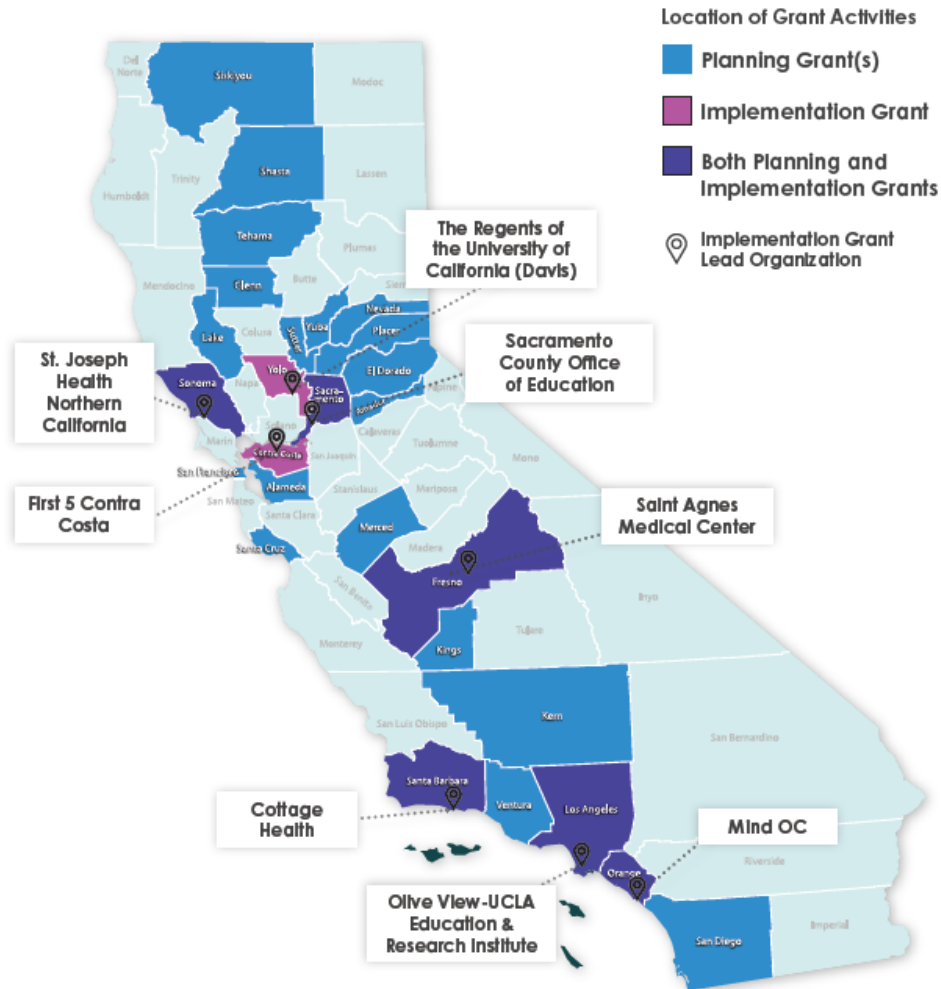 Location of Grant Activities
Planning Grant(s)
Implementation Grant
Both Planning and
Implementation Grants
Implementation Grant
Lead Organization
Del
Norte
Siskiyou
Modoc
Humboldt
Trinity
Shasta
Lassen
Tehama
Plumas
Mendocino
Glenn
Butte
The Regents of
the University of
California (Davis)
Lake
Colusa
Sutter
Yuba
Nevada
Placer
El Dorado
Amador
St. Joseph
Health
Northern
California
Sonoma
Napa
Yolo
Sacra-
mento
Sacramento
County Office
of Education
Marin
Solano
Contra Costa
San Joaquin
Calaveras
Tuolumne
Mono
San Francisco
Alameda
San Mateo
Santa Clara
Stanislaus
Mariposa
First 5 Contra
Costa
Santa Cruz
Merced
Madera
Saint Agnes
Medical Center
San Benito
Fresno
Inyo
Monterey
Kings
Tulare
San Luis Obispo
Kern
San Bernardino
Santa Barbara
Ventura
Los Angeles
Cottage
Health
Mind OC
Orange
Riverside
Olive View-UCLA
Education &
Research Institute
San Diego
Imperial